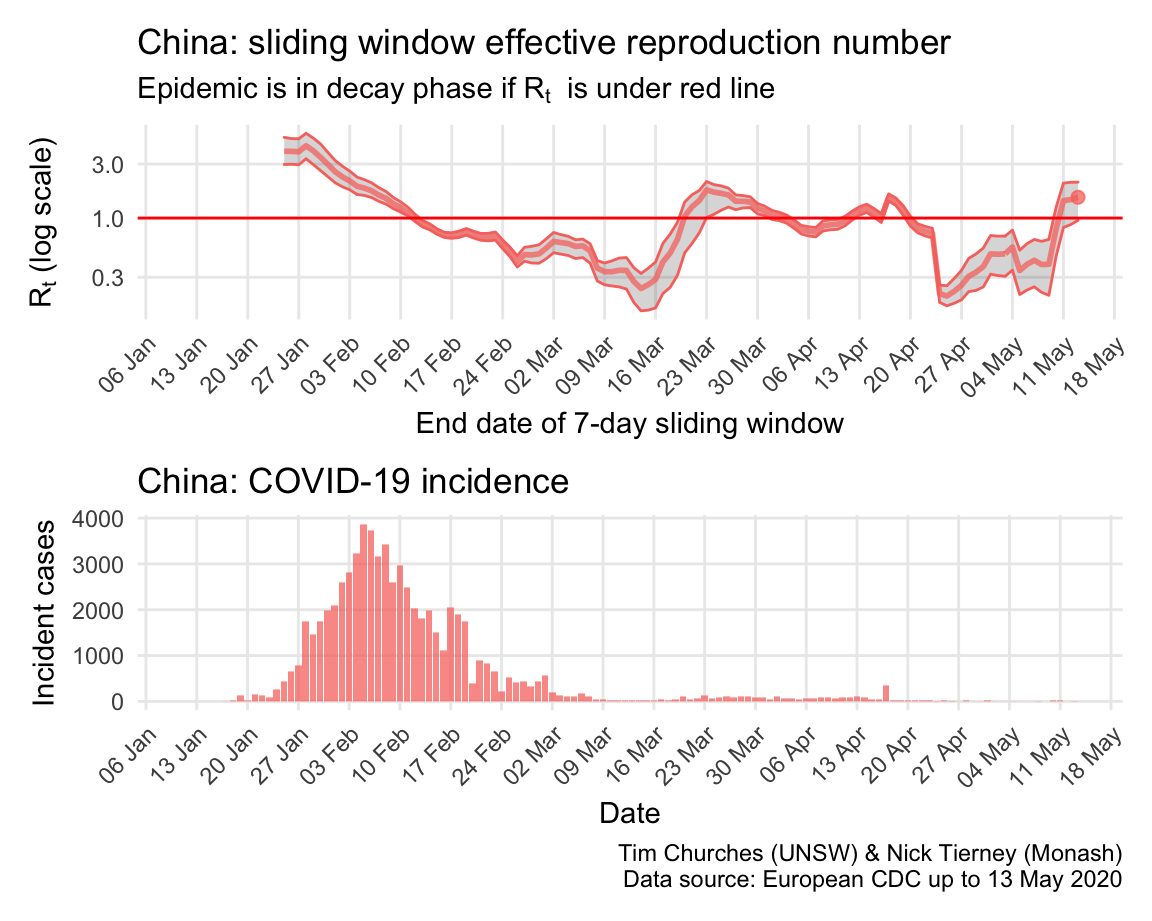 China: sliding window effective reproduction number
Epidemic is in decay phase if Rt is under red line
Rt (log scale)
3.0
1.0
0.3
06 Jan
13 Jan
20 Jan
27 Jan
03 Feb
10 Feb
17 Feb
24 Feb
02 Mar
09 Mar
16 Mar
23 Mar
30 Mar
06 Apr
13 Apr
20 Apr
27 Apr
04 May
11 May
18 May
End date of 7-day sliding window
China: COVID-19 incidence
Incident cases
4000
3000
2000
1000
0
06 Jan
13 Jan
20 Jan
27 Jan
03 Feb
10 Feb
17 Feb
24 Feb
02 Mar
09 Mar
16 Mar
23 Mar
30 Mar
06 Apr
13 Apr
20 Apr
27 Apr
04 May
11 May
18 May
Date
Tim Churches (UNSW) & Nick Tierney (Monash)
Data source: European CDC up to 13 May 2020